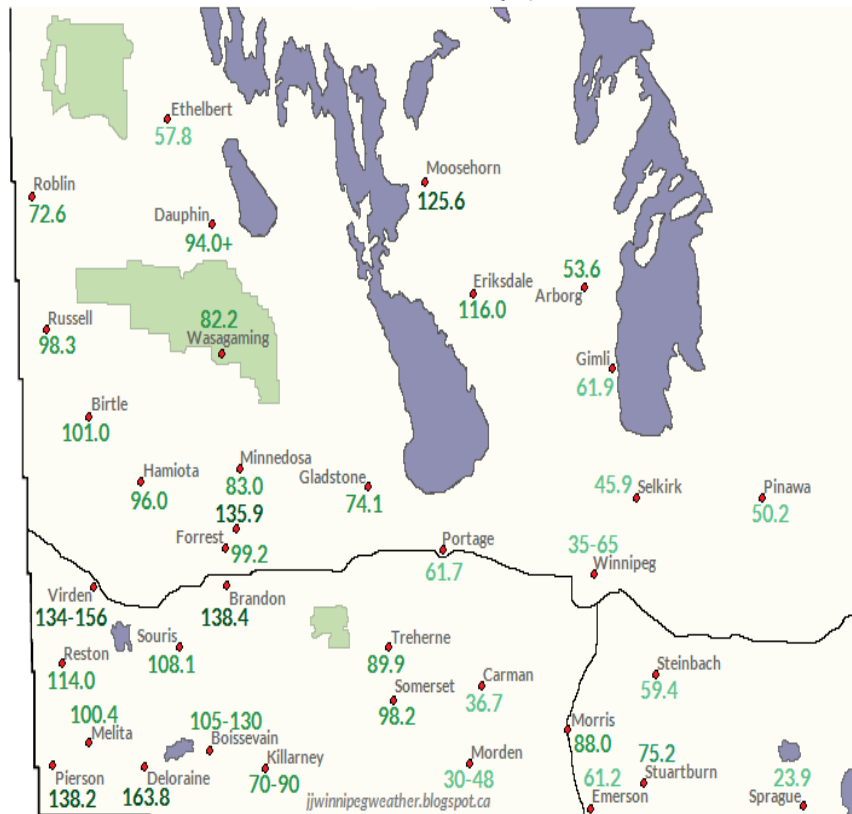 Ethelbert
57.8
Moosehorn
125.6
Roblin
72.6
Dauphin
94.0+
53.6
Arborg
Eriksdale
116.0
Russell
98.3
82.2
Wasagaming
Gimli
61.9
Birtle
101.0
Minnedosa
83.0
Hamiota
96.0
Gladstone
74.1
45.9 Selkirk
Pinawa
50.2
135.9
Forrest
99.2
Portage
61.7
35-65
Winnipeg
Virden
134-156
Brandon
138.4
Souris
108.1
Treherne
89.9
Reston
114.0
Steinbach
59.4
Carman
36.7
Somerset
98.2
100.4
Melita
105-130
Boissevain
Morris
88.0
Killarney
70-90
Morden
30-48
75.2
Stuartburn
Pierson
138.2
Deloraine
163.8
61.2
Emerson
23.9
Sprague
jjwinnipegweather.blogspot.ca